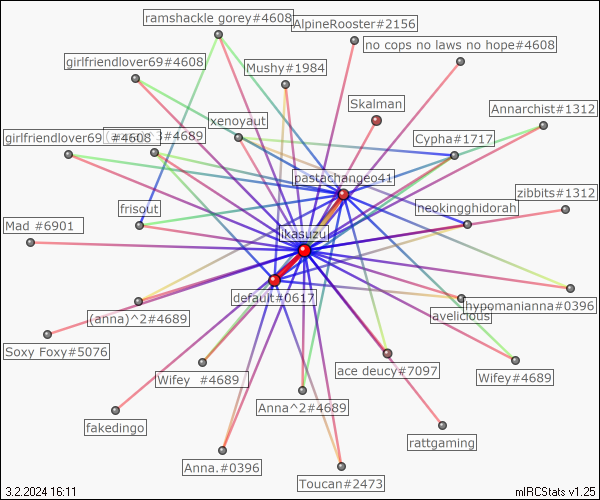 ramshackle gorey#4608
AlpineRooster#2156
no cops no laws no hope#4608
girlfriendlover69#4608
Mushy#1984
Skalman
Annarchist#1312
xenoyaut
girlfriendlover69 #4608
^3#4689
Cypha#1717
pastachangeo41
zibbits#1312
frisout
neokingghidorah
Mad #6901
ikasuzu
default#0617
hypomanianna#0396
(anna)^2#4689
avelicious
Soxy Foxy#5076
ace deucy#7097
Wifey #4689
Wifey#4689
Anna^2#4689
fakedingo
rattgaming
Anna.#0396
Toucan#2473
3.2.2024 16:11
mIRCStats v1.25